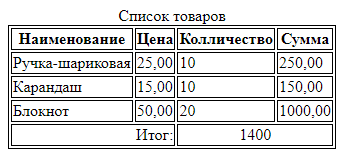 Список товаров
Наименование Цена Колличество Сумма
Ручка-шариковая 25,00 10 250,00
Карандаш 15,00 10 150,00
Блокнот 50,00 20 1000,00
Итог: 1400